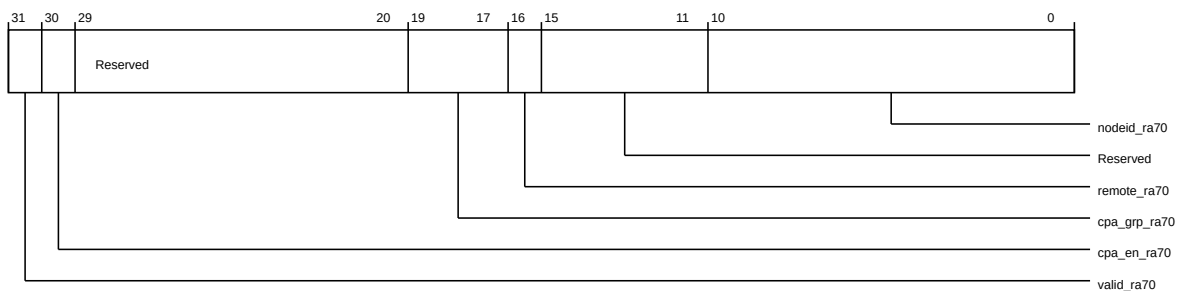 31 30 29 20 19 17 16 15 11 10 0
Reserved
nodeid_ra70
Reserved
remote_ra70
cpa_grp_ra70
cpa_en_ra70
valid_ra70